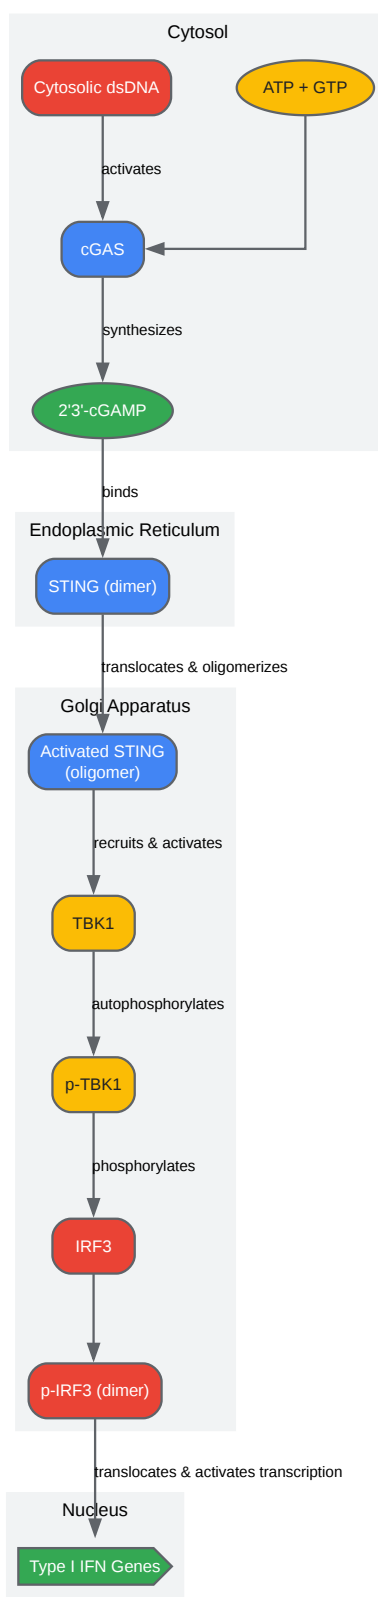 Cytosol
Cytosolic dsDNA
ATP + GTP
activates
cGAS
synthesizes
2'3'-cGAMP
binds
Endoplasmic Reticulum
STING (dimer)
translocates & oligomerizes
Golgi Apparatus
Activated STING
(oligomer)
recruits & activates
TBK1
autophosphorylates
p-TBK1
phosphorylates
IRF3
p-IRF3 (dimer)
translocates & activates transcription
Nucleus
Type I IFN Genes